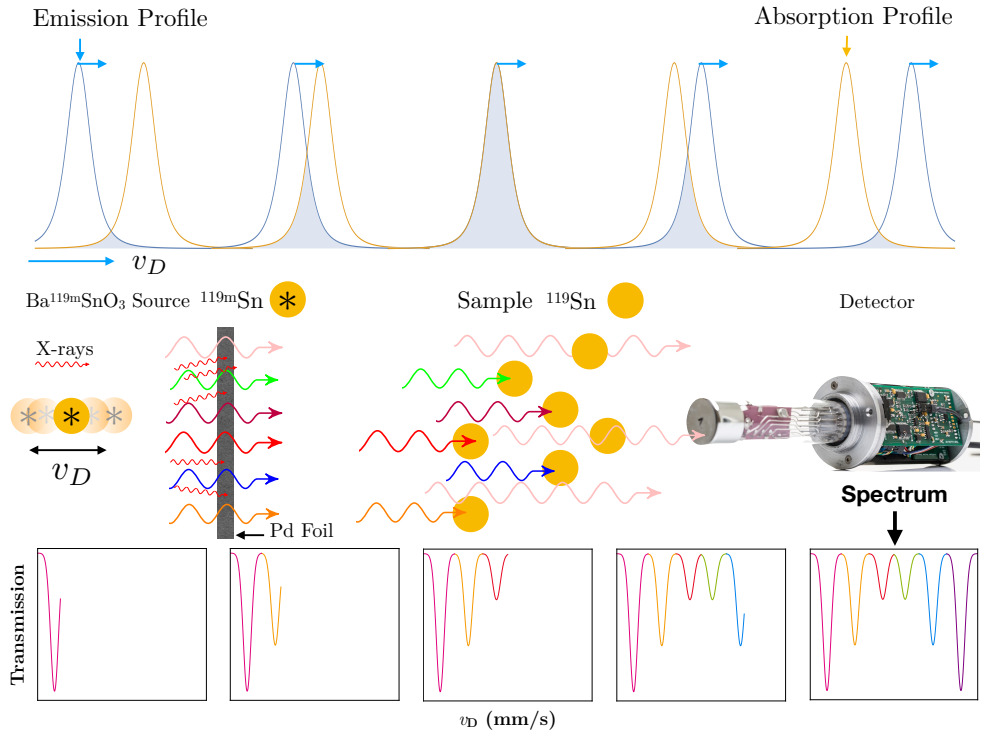 Emission Profile
Absorption Profile
v_D
Ba¹¹⁹ᵐSnO₃ Source ¹¹⁹ᵐSn *
Sample ¹¹⁹Sn
Detector
X-rays
* * * * *
v_D
Pd Foil
Spectrum
Transmission
v_D (mm/s)